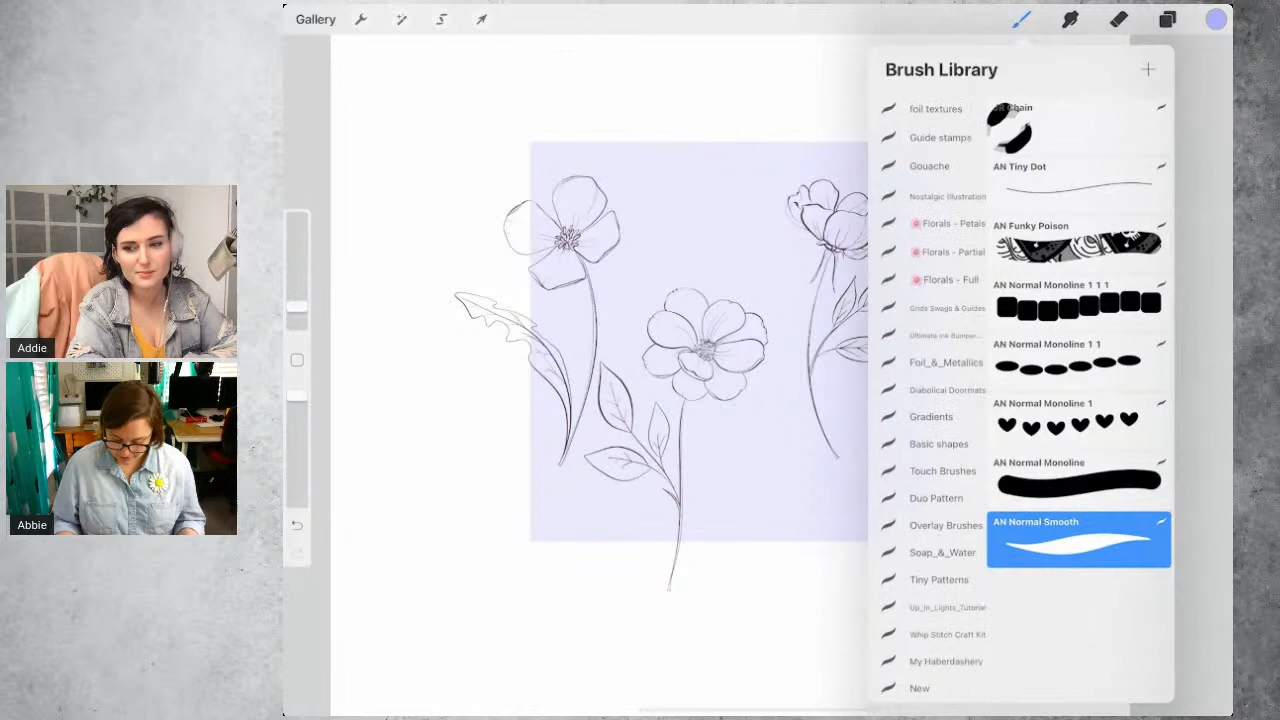 Gallery
Brush Library
foil textures
Guide stamps
Gouache
Nostalgic Illustration
Florals - Petals
Florals - Partial
Florals - Full
Grids Swags & Guides
Ultimate Ink Bumper...
Foil_&_Metallics
Diabolical Doormats
Gradients
Basic shapes
Touch Brushes
Duo Pattern
Overlay Brushes
Soap_&_Water
Tiny Patterns
Up_In_Lights_Tutorial
Whip Stitch Craft Kit
My Haberdashery
New
Chain
AN Tiny Dot
AN Funky Poison
AN Normal Monoline 1 1 1
AN Normal Monoline 1 1
AN Normal Monoline 1
AN Normal Monoline
AN Normal Smooth
Addie
Abbie